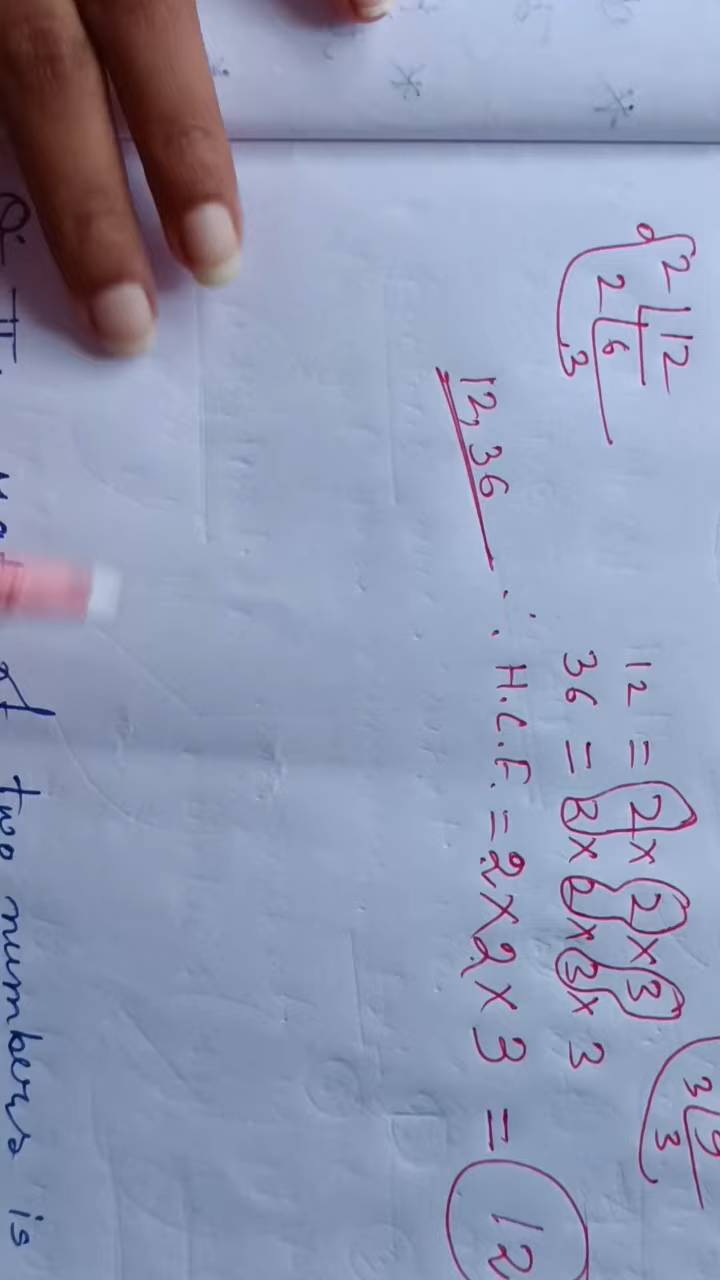 2 | 12
2 | 6
3
3 | 9
3
12 = 2 × 2 × 3
36 = 2 × 2 × 3 × 3
12, 36 ∴ H.C.F. = 2 × 2 × 3 = 12
of two numbers is